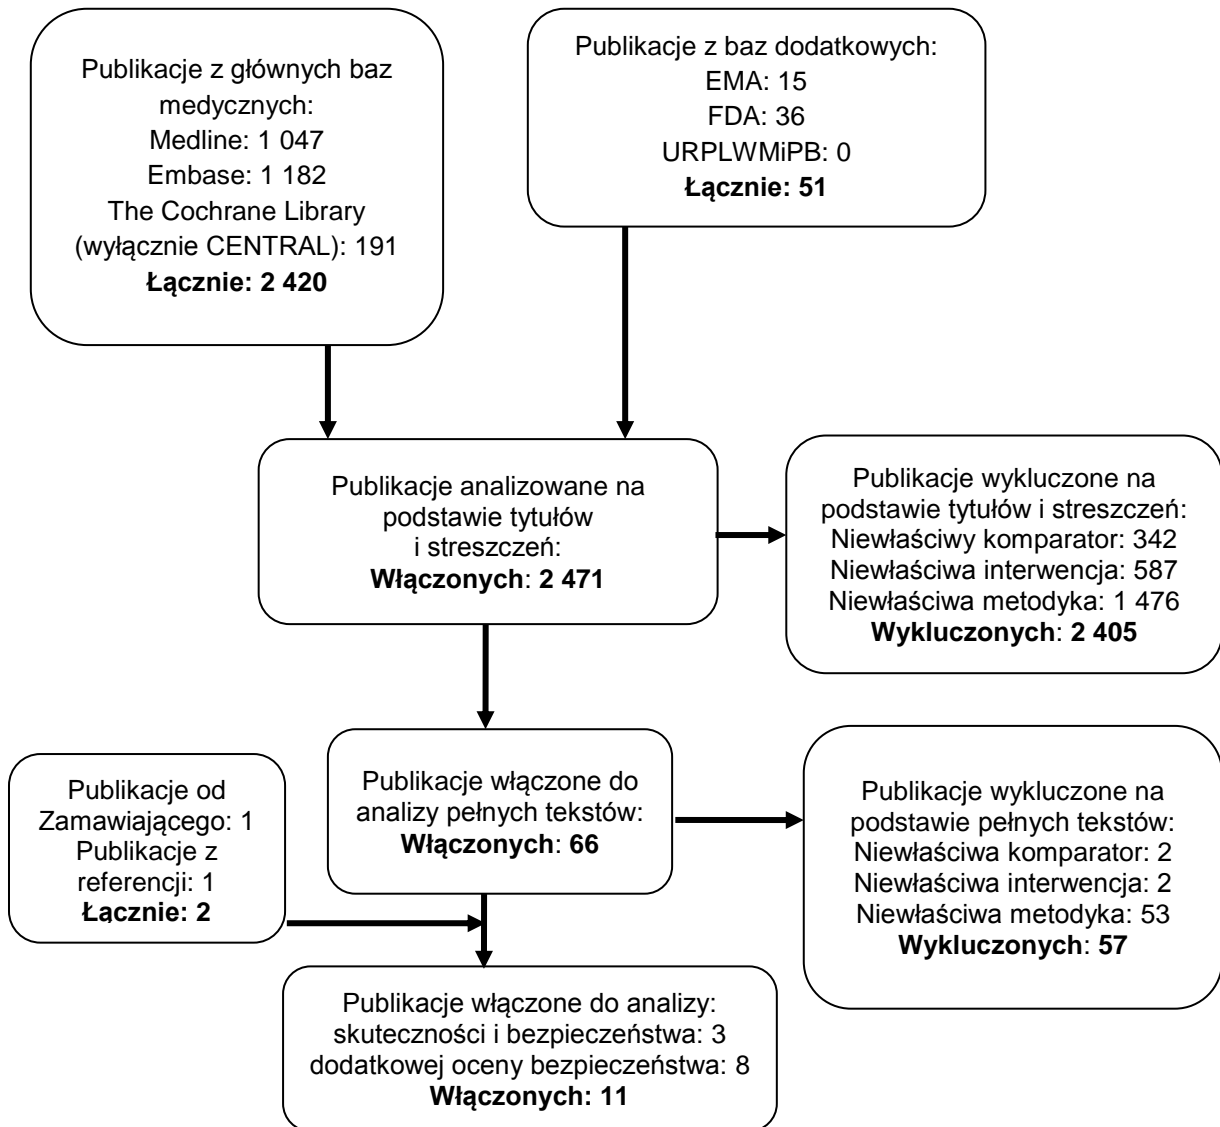 Publikacje z głównych baz
medycznych:
Medline: 1 047
Embase: 1 182
The Cochrane Library
(wyłącznie CENTRAL): 191
Łącznie: 2 420
Publikacje z baz dodatkowych:
EMA: 15
FDA: 36
URPLWMiPB: 0
Łącznie: 51
Publikacje analizowane na
podstawie tytułów
i streszczeń:
Włączonych: 2 471
Publikacje wykluczone na
podstawie tytułów i streszczeń:
Niewłaściwy komparator: 342
Niewłaściwa interwencja: 587
Niewłaściwa metodyka: 1 476
Wykluczonych: 2 405
Publikacje od
Zamawiającego: 1
Publikacje z
referencji: 1
Łącznie: 2
Publikacje włączone do
analizy pełnych tekstów:
Włączonych: 66
Publikacje wykluczone na
podstawie pełnych tekstów:
Niewłaściwa komparator: 2
Niewłaściwa interwencja: 2
Niewłaściwa metodyka: 53
Wykluczonych: 57
Publikacje włączone do analizy:
skuteczności i bezpieczeństwa: 3
dodatkowej oceny bezpieczeństwa: 8
Włączonych: 11